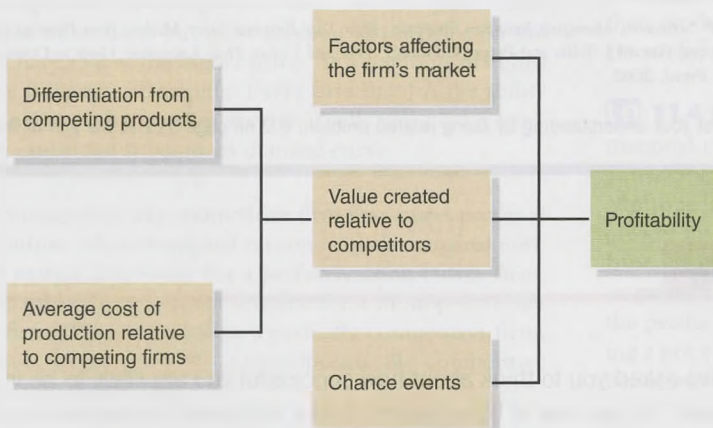 Factors affecting
the firm's market
Differentiation from
competing products
Value created
relative to
competitors
Profitability
Average cost of
production relative
to competing firms
Chance events